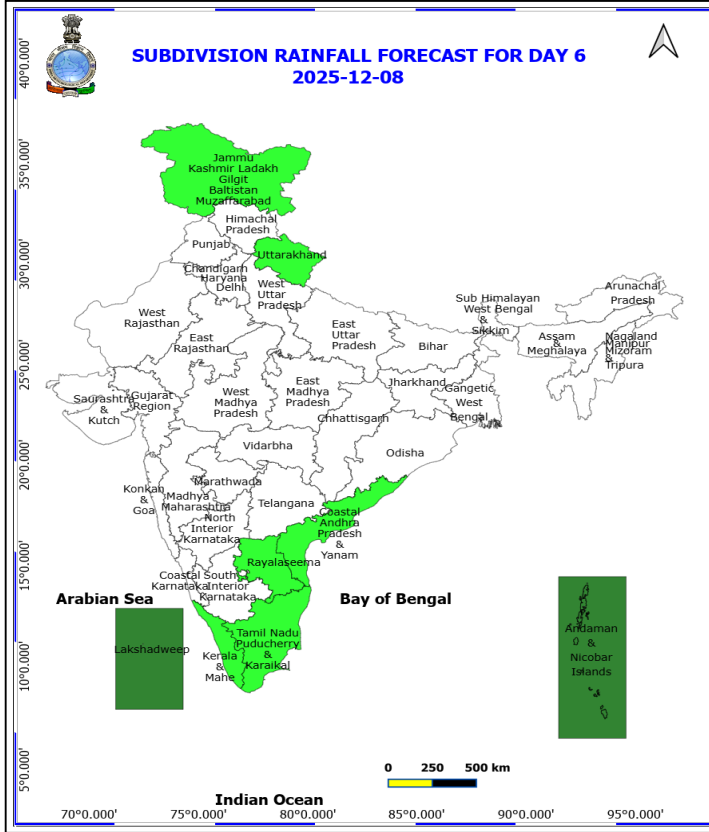 SUBDIVISION RAINFALL FORECAST FOR DAY 6
2025-12-08
40°0.000'
35°0.000'
30°0.000'
25°0.000'
20°0.000'
15°0.000'
10°0.000'
5°0.000'
Jammu
Kashmir Ladakh
Gilgit
Baltistan
Muzaffarabad
Himachal
Pradesh
Punjab
Uttarakhand
Chandigarh
Haryana
Delhi
West
Uttar
Pradesh
West
Rajasthan
East
Rajasthan
East
Uttar
Pradesh
Bihar
Sub Himalayan
West Bengal
&
Sikkim
Arunachal
Pradesh
Assam
&
Meghalaya
Nagaland
Manipur
Mizoram
&
Tripura
Saurashtra
&
Kutch
Gujarat
Region
West
Madhya
Pradesh
East
Madhya
Pradesh
Jharkhand
Gangetic
West
Bengal
Chhattisgarh
Odisha
Vidarbha
Konkan
&
Goa
Marathwada
Madhya
Maharashtra
Telangana
North
Interior
Karnataka
Coastal
Andhra
Pradesh
&
Yanam
Rayalaseema
Coastal
Karnataka
South
Interior
Karnataka
Arabian Sea
Bay of Bengal
Lakshadweep
Kerala
&
Mahe
Tamil Nadu
Puducherry
&
Karaikal
Andaman
&
Nicobar
Islands
0 250 500 km
Indian Ocean
70°0.000' 75°0.000' 80°0.000' 85°0.000' 90°0.000' 95°0.000'